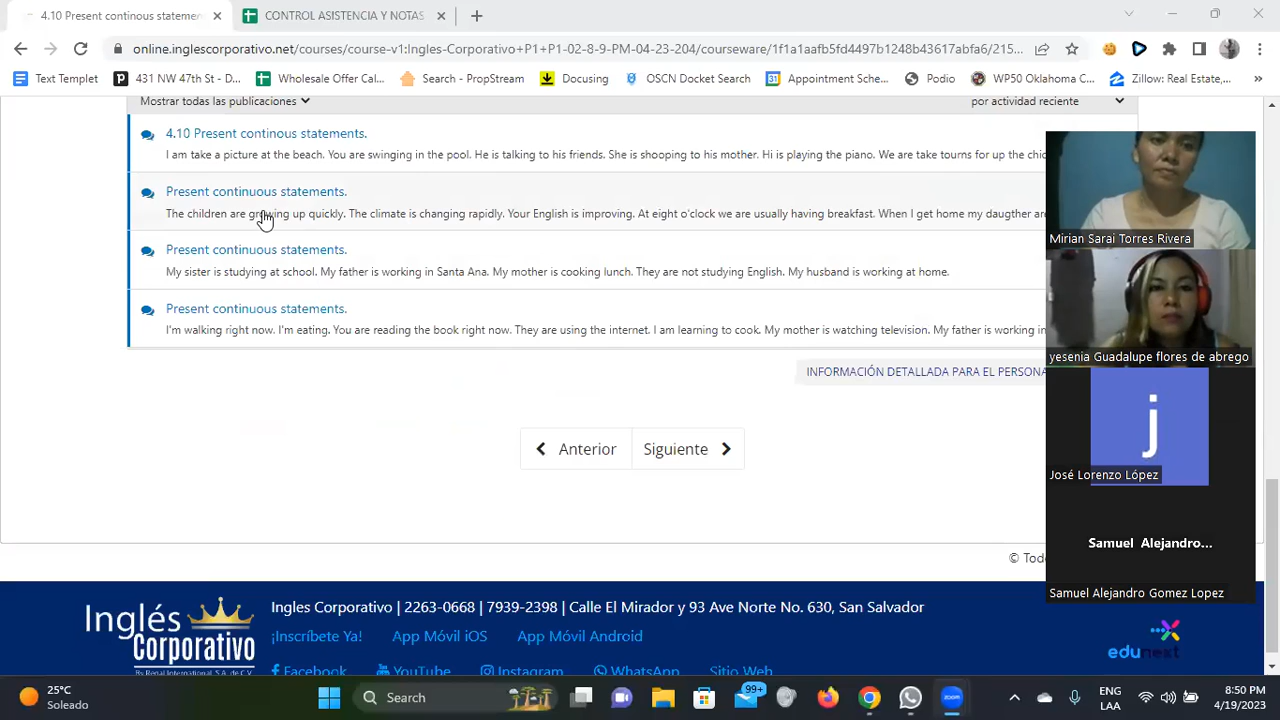 4.10 Present continous statemen
CONTROL ASISTENCIA Y NOTAS
online.inglescorporativo.net/courses/course-v1:Ingles-Corporativo+P1+P1-02-8-9-PM-04-23-204/courseware/1f1a1aafb5fd4497b1248b43617abfa6/215...
Text Templet
431 NW 47th St - D...
Wholesale Offer Cal...
Search - PropStream
Docusing
OSCN Docket Search
Appointment Sche...
Podio
WP50 Oklahoma C...
Zillow: Real Estate,...
»
Mostrar todas las publicaciones
por actividad reciente
4.10 Present continous statements.
I am take a picture at the beach. You are swinging in the pool. He is talking to his friends. She is shooping to his mother. Hi is playing the piano. We are take tourns for up the chi
Present continuous statements.
The children are growing up quickly. The climate is changing rapidly. Your English is improving. At eight o'clock we are usually having breakfast. When I get home my daugther are
Present continuous statements.
My sister is studying at school. My father is working in Santa Ana. My mother is cooking lunch. They are not studying English. My husband is working at home.
Present continuous statements.
I'm walking right now. I'm eating. You are reading the book right now. They are using the internet. I am learning to cook. My mother is watching television. My father is working in
INFORMACIÓN DETALLADA PARA EL PERSONA
Anterior
Siguiente
Mirian Sarai Torres Rivera
yesenia Guadalupe flores de abrego
j
José Lorenzo López
Samuel Alejandro...
Samuel Alejandro Gomez Lopez
© Tod
Inglés
Corporativo
Ingles Corporativo | 2263-0668 | 7939-2398 | Calle El Mirador y 93 Ave Norte No. 630, San Salvador
¡Inscríbete Ya!
App Móvil iOS
App Móvil Android
Facebook
YouTube
Instagram
WhatsApp
Sitio Web
edunext
25°C
Soleado
Search
99+
ENG
LAA
8:50 PM
4/19/2023